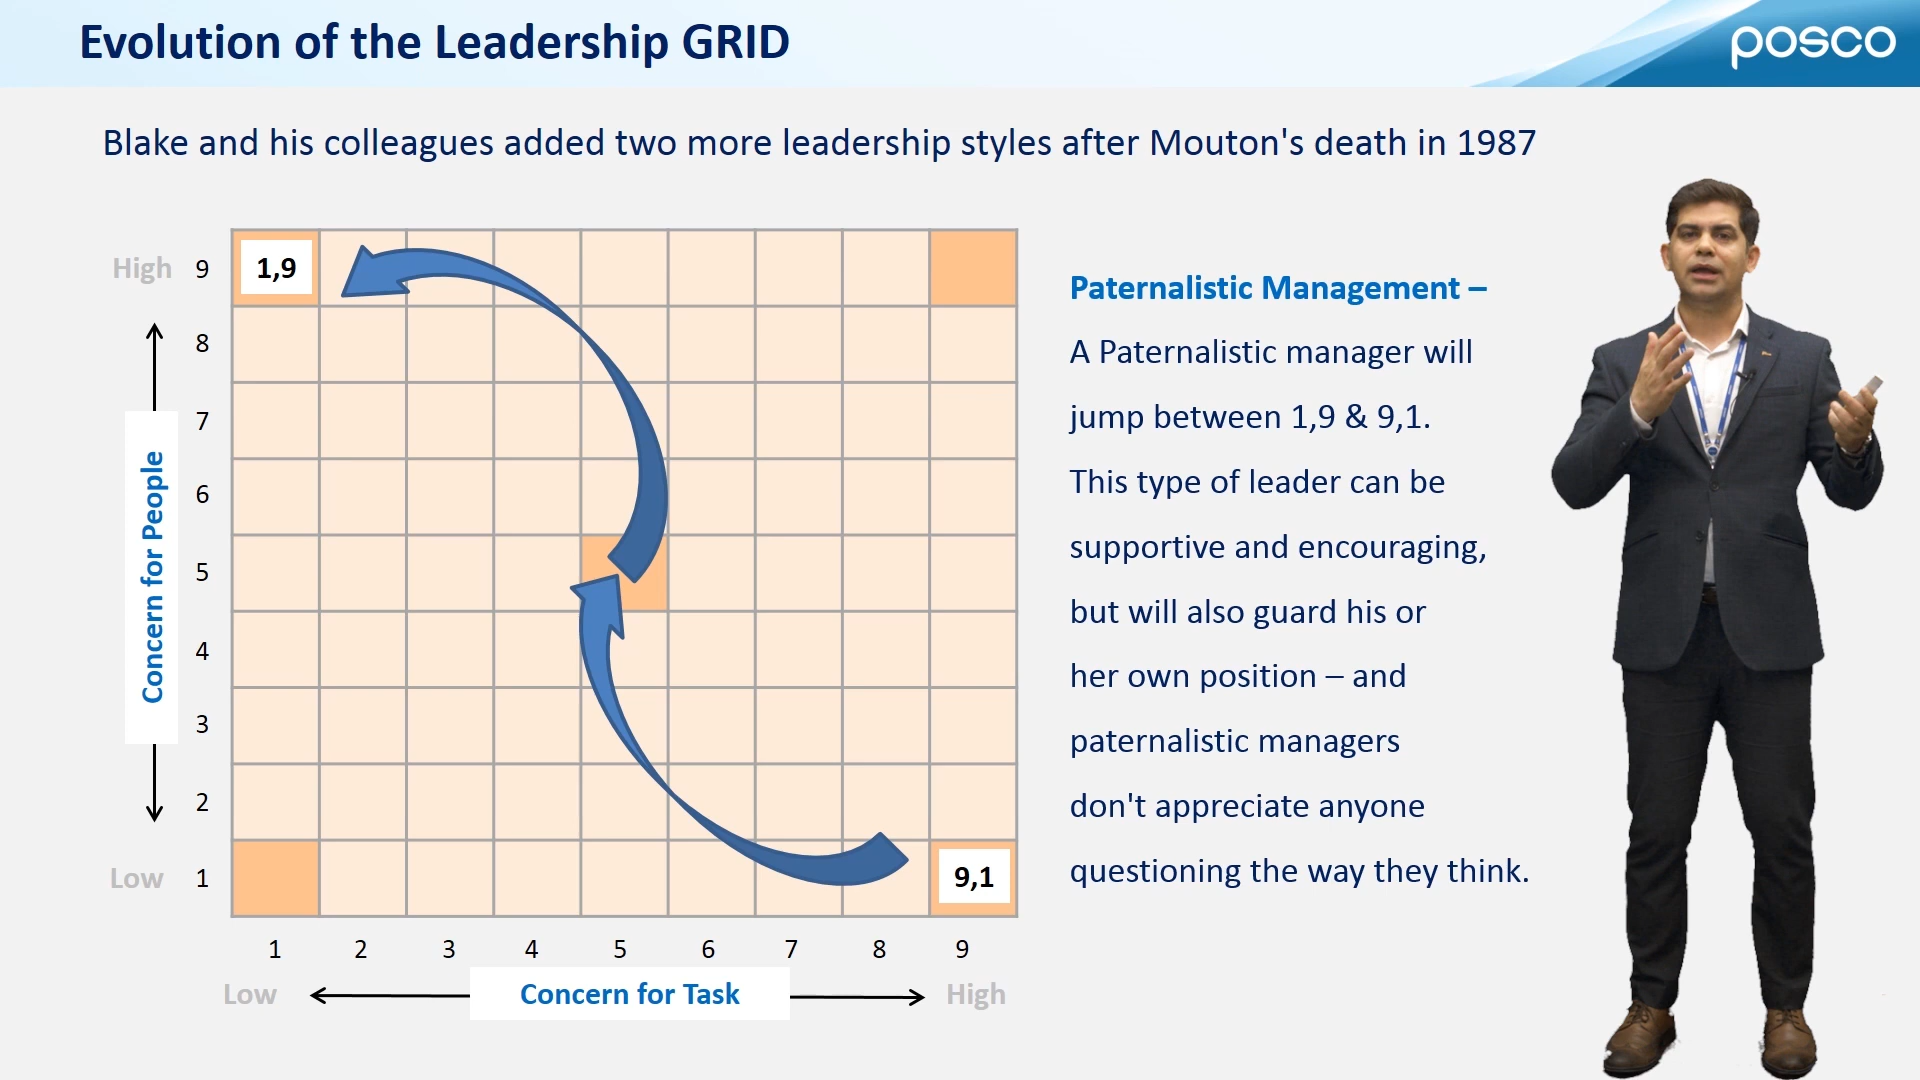 Evolution of the Leadership GRID
posco
Blake and his colleagues added two more leadership styles after Mouton's death in 1987
High
9
1,9
8
7
6
5
4
3
2
Low
1
9,1
Concern for People
1 2 3 4 5 6 7 8 9
Low
Concern for Task
High
Paternalistic Management –
A Paternalistic manager will
jump between 1,9 & 9,1.
This type of leader can be
supportive and encouraging,
but will also guard his or
her own position – and
paternalistic managers
don't appreciate anyone
questioning the way they think.